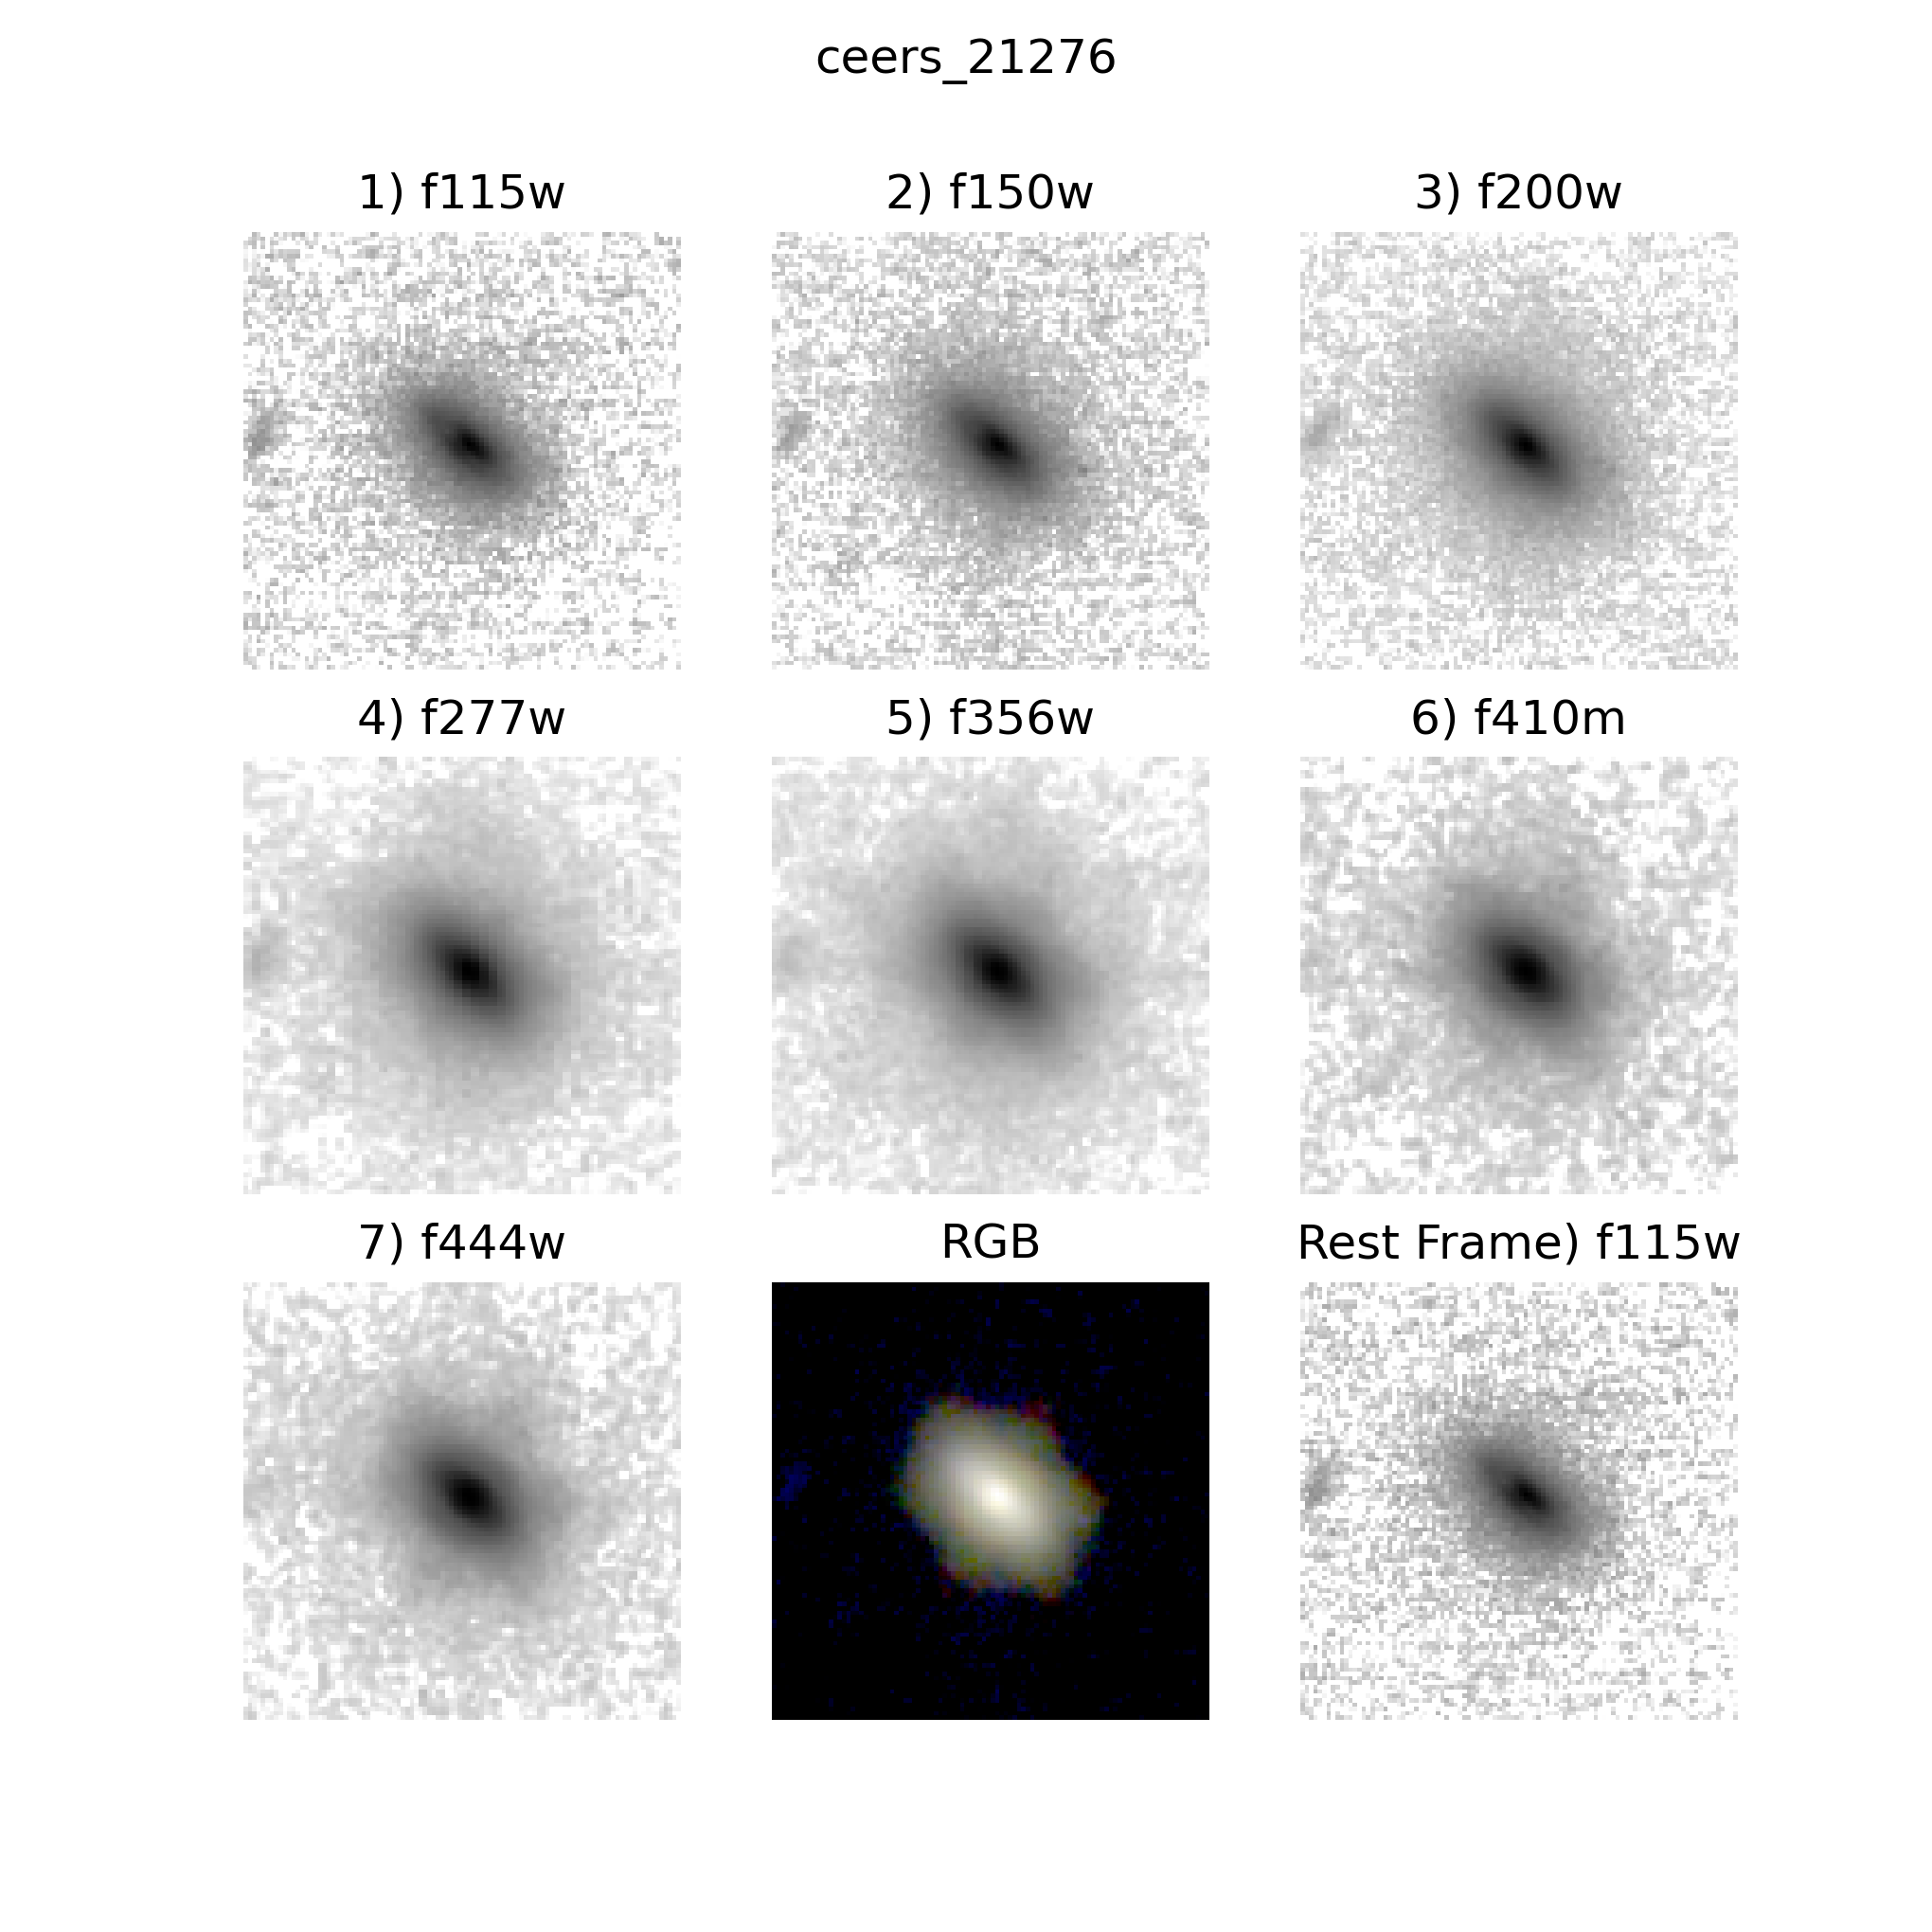 ceers_21276
1) f115w
2) f150w
3) f200w
4) f277w
5) f356w
6) f410m
7) f444w
RGB
Rest Frame) f115w